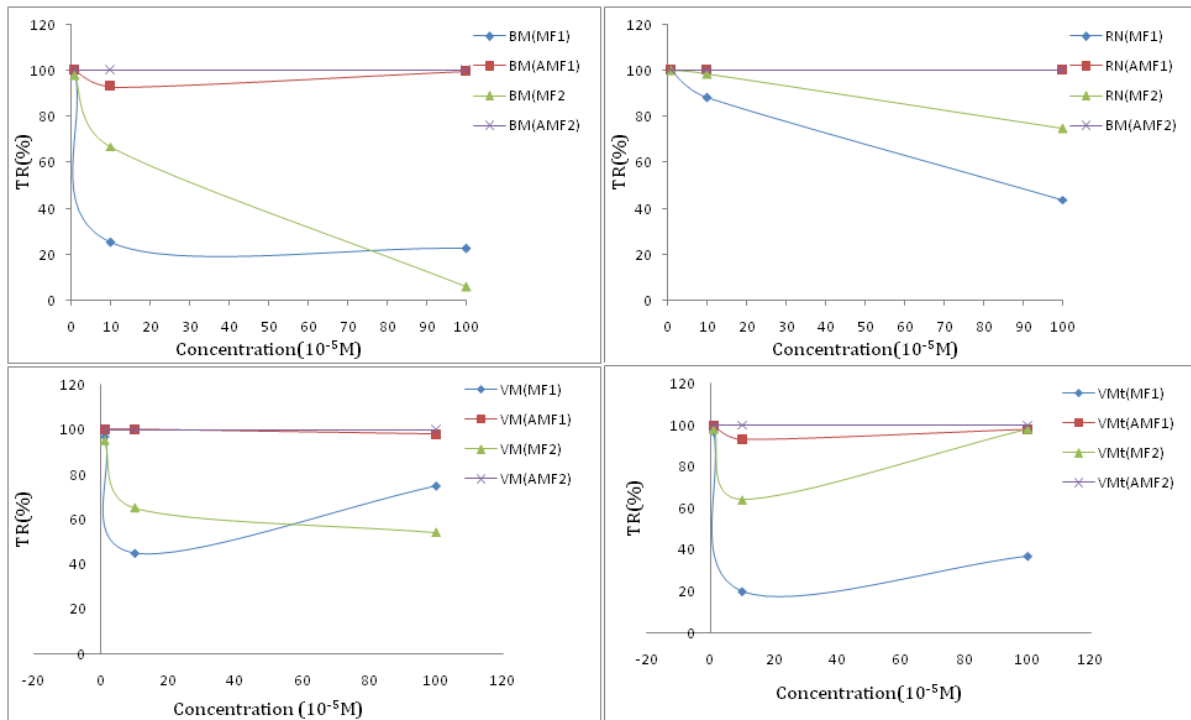 120
100
80
60
40
20
0
TR(%)
0 10 20 30 40 50 60 70 80 90 100
Concentration(10⁻⁵M)
BM(MF1)
BM(AMF1)
BM(MF2
BM(AMF2)
120
100
80
60
40
20
0
TR(%)
0 10 20 30 40 50 60 70 80 90 100
Concentration(10⁻⁵M)
RN(MF1)
RN(AMF1)
RN(MF2)
BM(AMF2)
120
100
80
60
40
20
0
TR(%)
-20 0 20 40 60 80 100 120
Concentration (10⁻⁵M)
VM(MF1)
VM(AMF1)
VM(MF2)
VM(AMF2)
120
100
80
60
40
20
0
TR(%)
-20 0 20 40 60 80 100 120
Concentration(10⁻⁵M)
VMt(MF1)
VMt(AMF1)
VMt(MF2)
VMt(AMF2)